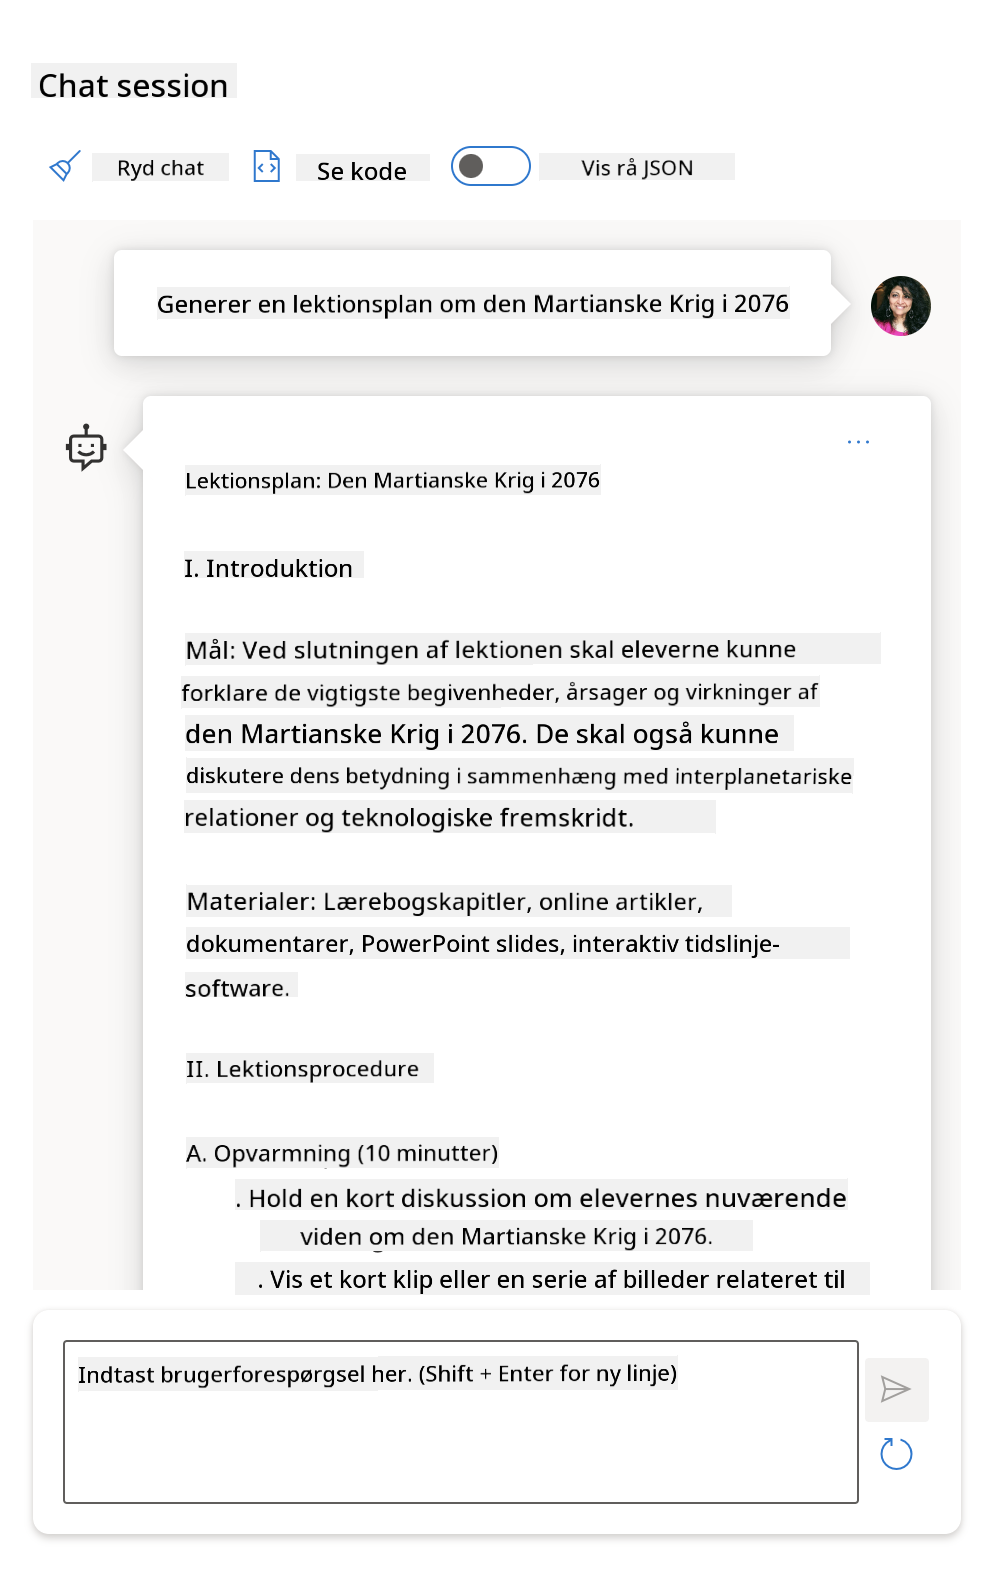 Chat session
Ryd chat
Se kode
Vis rå JSON
Generer en lektionsplan om den Martianske Krig i 2076
Lektionsplan: Den Martianske Krig i 2076
I. Introduktion
Mål: Ved slutningen af lektionen skal eleverne kunne
forklare de vigtigste begivenheder, årsager og virkninger af
den Martianske Krig i 2076. De skal også kunne
diskutere dens betydning i sammenhæng med interplanetariske
relationer og teknologiske fremskridt.
Materialer: Lærebogskapitler, online artikler,
dokumentarer, PowerPoint slides, interaktiv tidslinje-
software.
II. Lektionsprocedure
A. Opvarmning (10 minutter)
. Hold en kort diskussion om elevernes nuværende
viden om den Martianske Krig i 2076.
. Vis et kort klip eller en serie af billeder relateret til
Indtast brugerforespørgsel her. (Shift + Enter for ny linje)